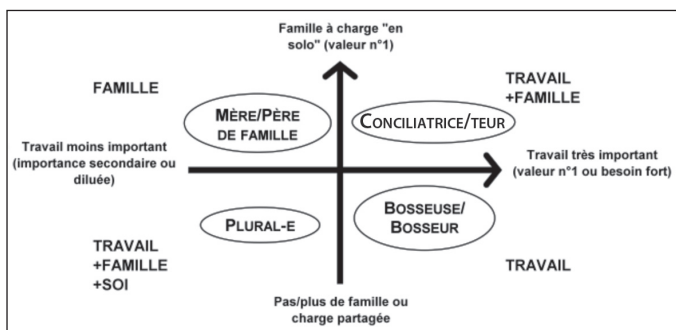 Famille à charge "en
solo" (valeur n°1)
FAMILLE
TRAVAIL
+FAMILLE
MÈRE/PÈRE
DE FAMILLE
CONCILIATRICE/TEUR
Travail moins important
(importance secondaire ou
diluée)
Travail très important
(valeur n°1 ou besoin fort)
PLURAL-E
BOSSEUSE/
BOSSEUR
TRAVAIL
+FAMILLE
+SOI
TRAVAIL
Pas/plus de famille ou
charge partagée